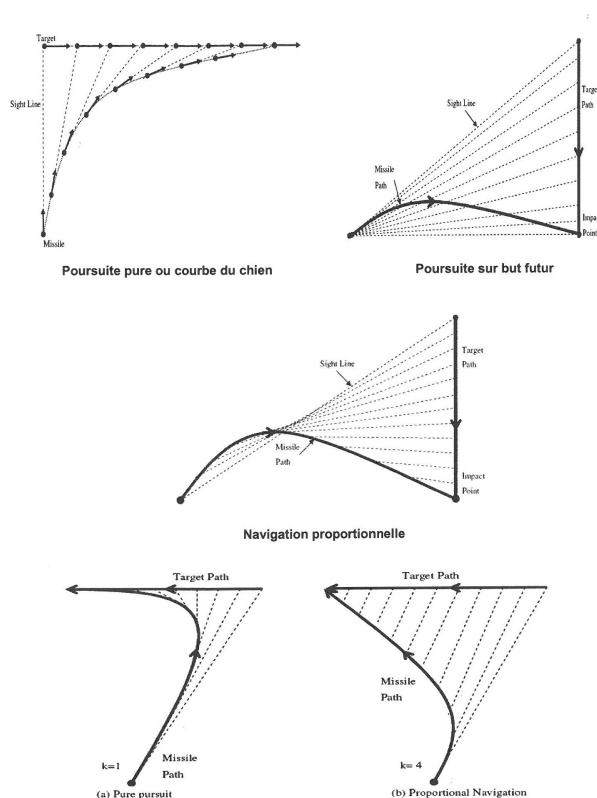 Target
Sight Line
Missile
Poursuite pure ou courbe du chien
Sight Line
Missile
Path
Targe
Path
Impa
Point
Poursuite sur but futur
Sight Line
Target
Path
Missile
Path
Impact
Point
Navigation proportionnelle
Target Path
k=1
Missile
Path
(a) Pure pursuit
Target Path
Missile
Path
k= 4
(b) Proportional Navigation